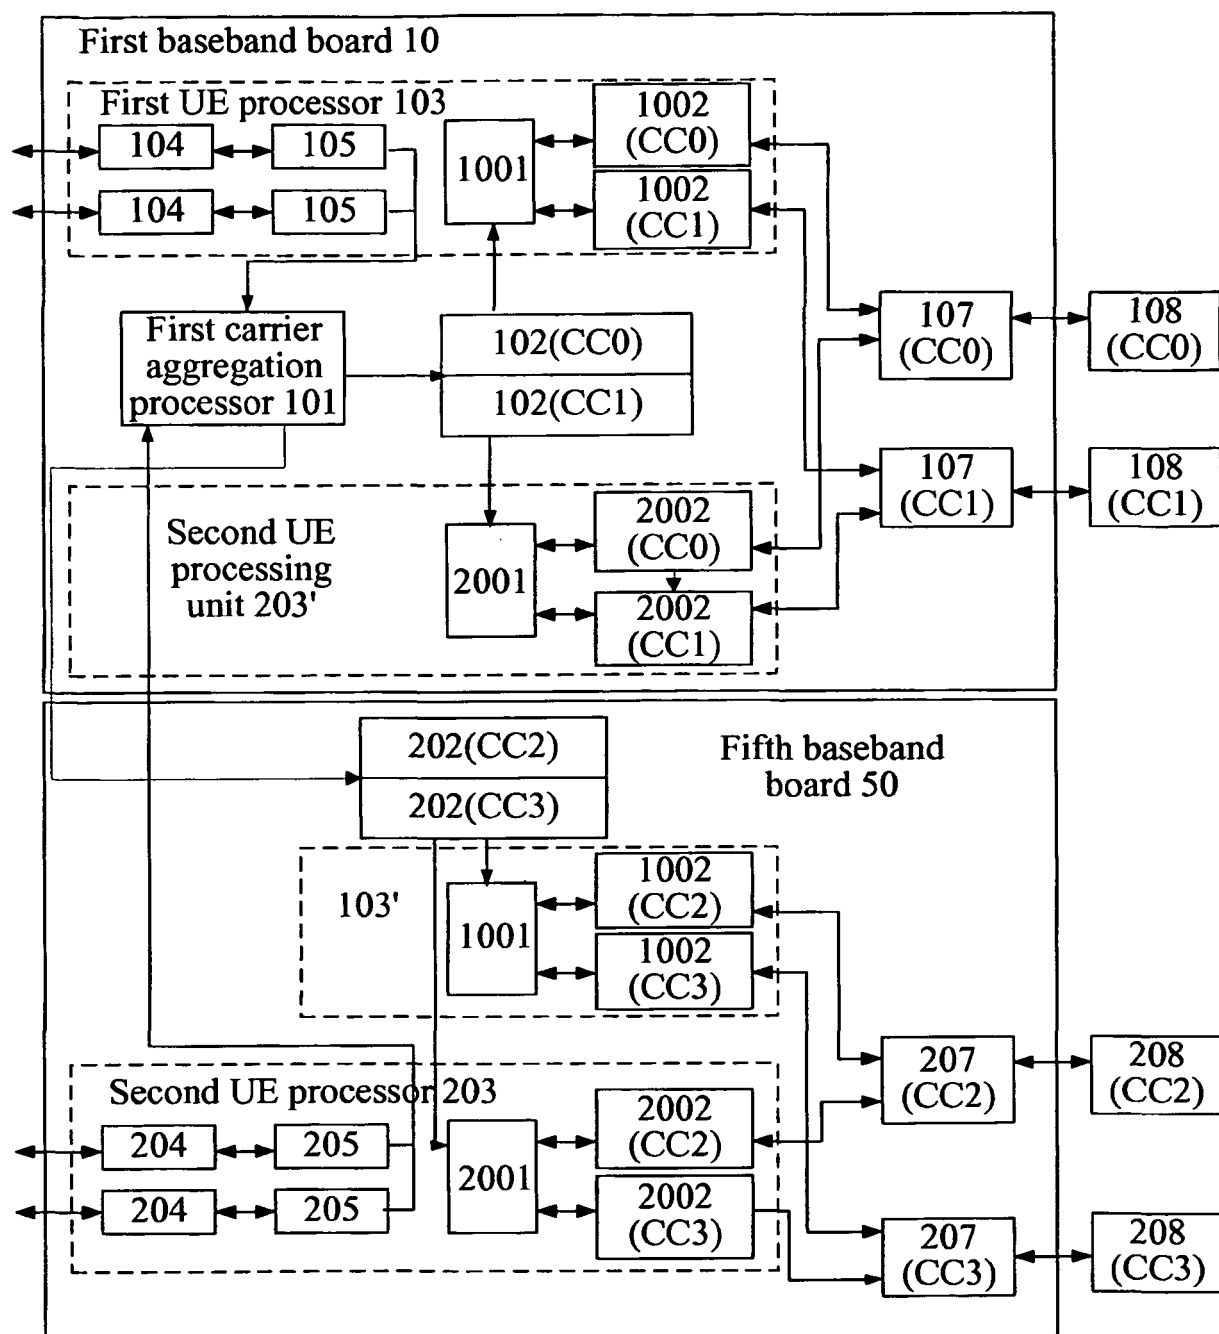 First baseband board 10
First UE processor 103
104
105
104
105
1001
1002
(CC0)
1002
(CC1)
First carrier
aggregation
processor 101
102(CC0)
102(CC1)
107
(CC0)
108
(CC0)
107
(CC1)
108
(CC1)
Second UE
processing
unit 203'
2001
2002
(CC0)
2002
(CC1)
202(CC2)
202(CC3)
Fifth baseband
board 50
103'
1001
1002
(CC2)
1002
(CC3)
Second UE processor 203
204
205
204
205
2001
2002
(CC2)
2002
(CC3)
207
(CC2)
208
(CC2)
207
(CC3)
208
(CC3)